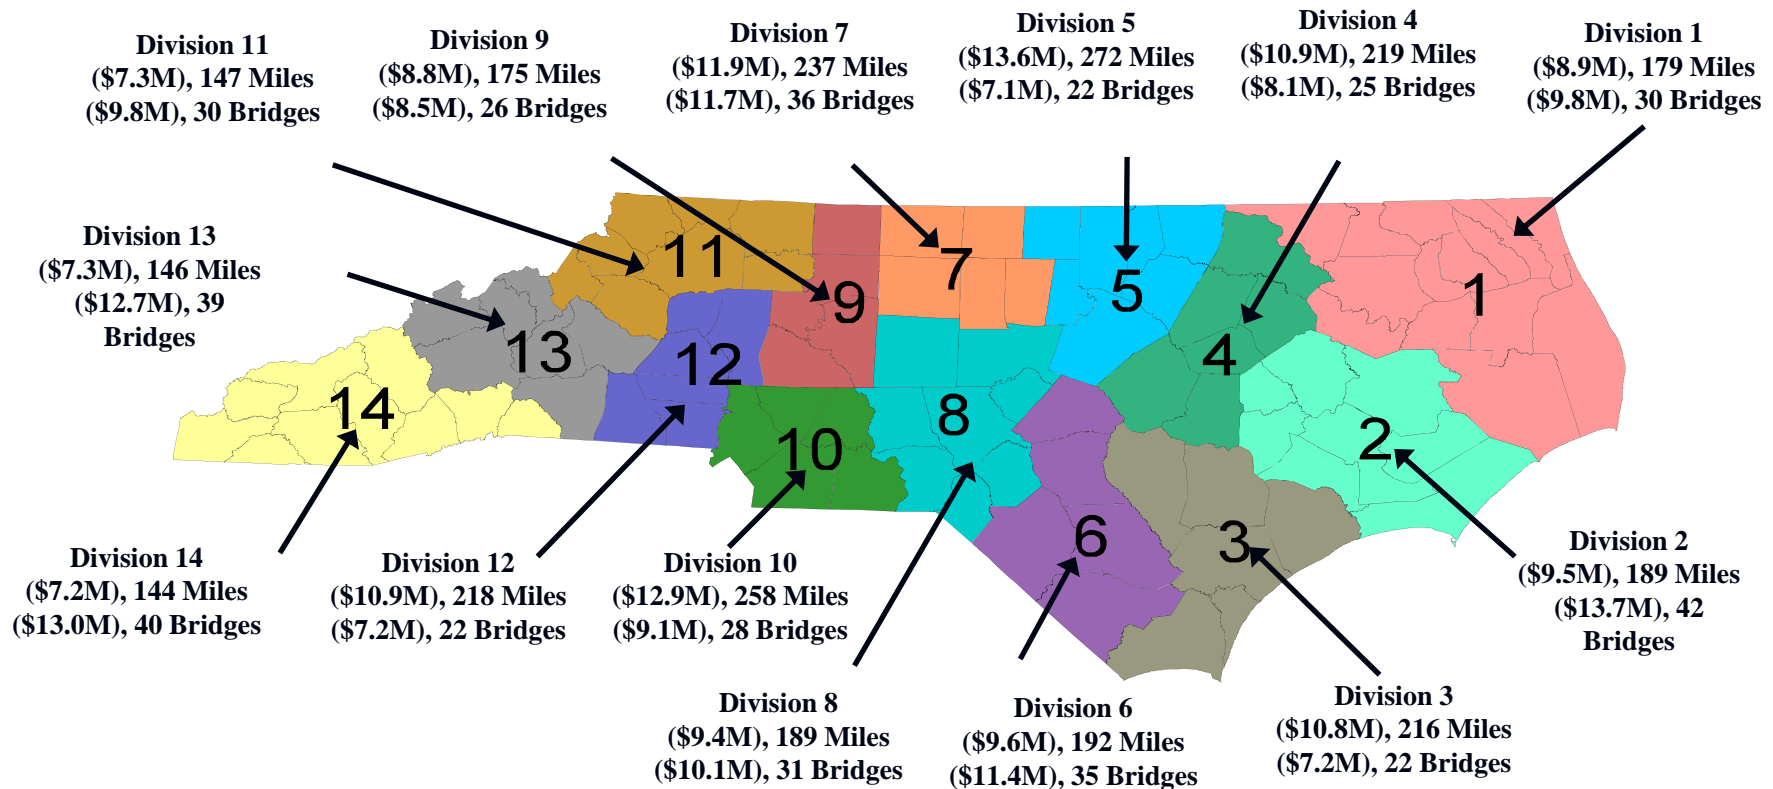 Division 11
($7.3M), 147 Miles
($9.8M), 30 Bridges
Division 9
($8.8M), 175 Miles
($8.5M), 26 Bridges
Division 7
($11.9M), 237 Miles
($11.7M), 36 Bridges
Division 5
($13.6M), 272 Miles
($7.1M), 22 Bridges
Division 4
($10.9M), 219 Miles
($8.1M), 25 Bridges
Division 1
($8.9M), 179 Miles
($9.8M), 30 Bridges
Division 13
($7.3M), 146 Miles
($12.7M), 39
Bridges
11
9
7
5
1
13
12
4
14
10
8
2
6
3
Division 14
($7.2M), 144 Miles
($13.0M), 40 Bridges
Division 12
($10.9M), 218 Miles
($7.2M), 22 Bridges
Division 10
($12.9M), 258 Miles
($9.1M), 28 Bridges
Division 2
($9.5M), 189 Miles
($13.7M), 42
Bridges
Division 8
($9.4M), 189 Miles
($10.1M), 31 Bridges
Division 6
($9.6M), 192 Miles
($11.4M), 35 Bridges
Division 3
($10.8M), 216 Miles
($7.2M), 22 Bridges